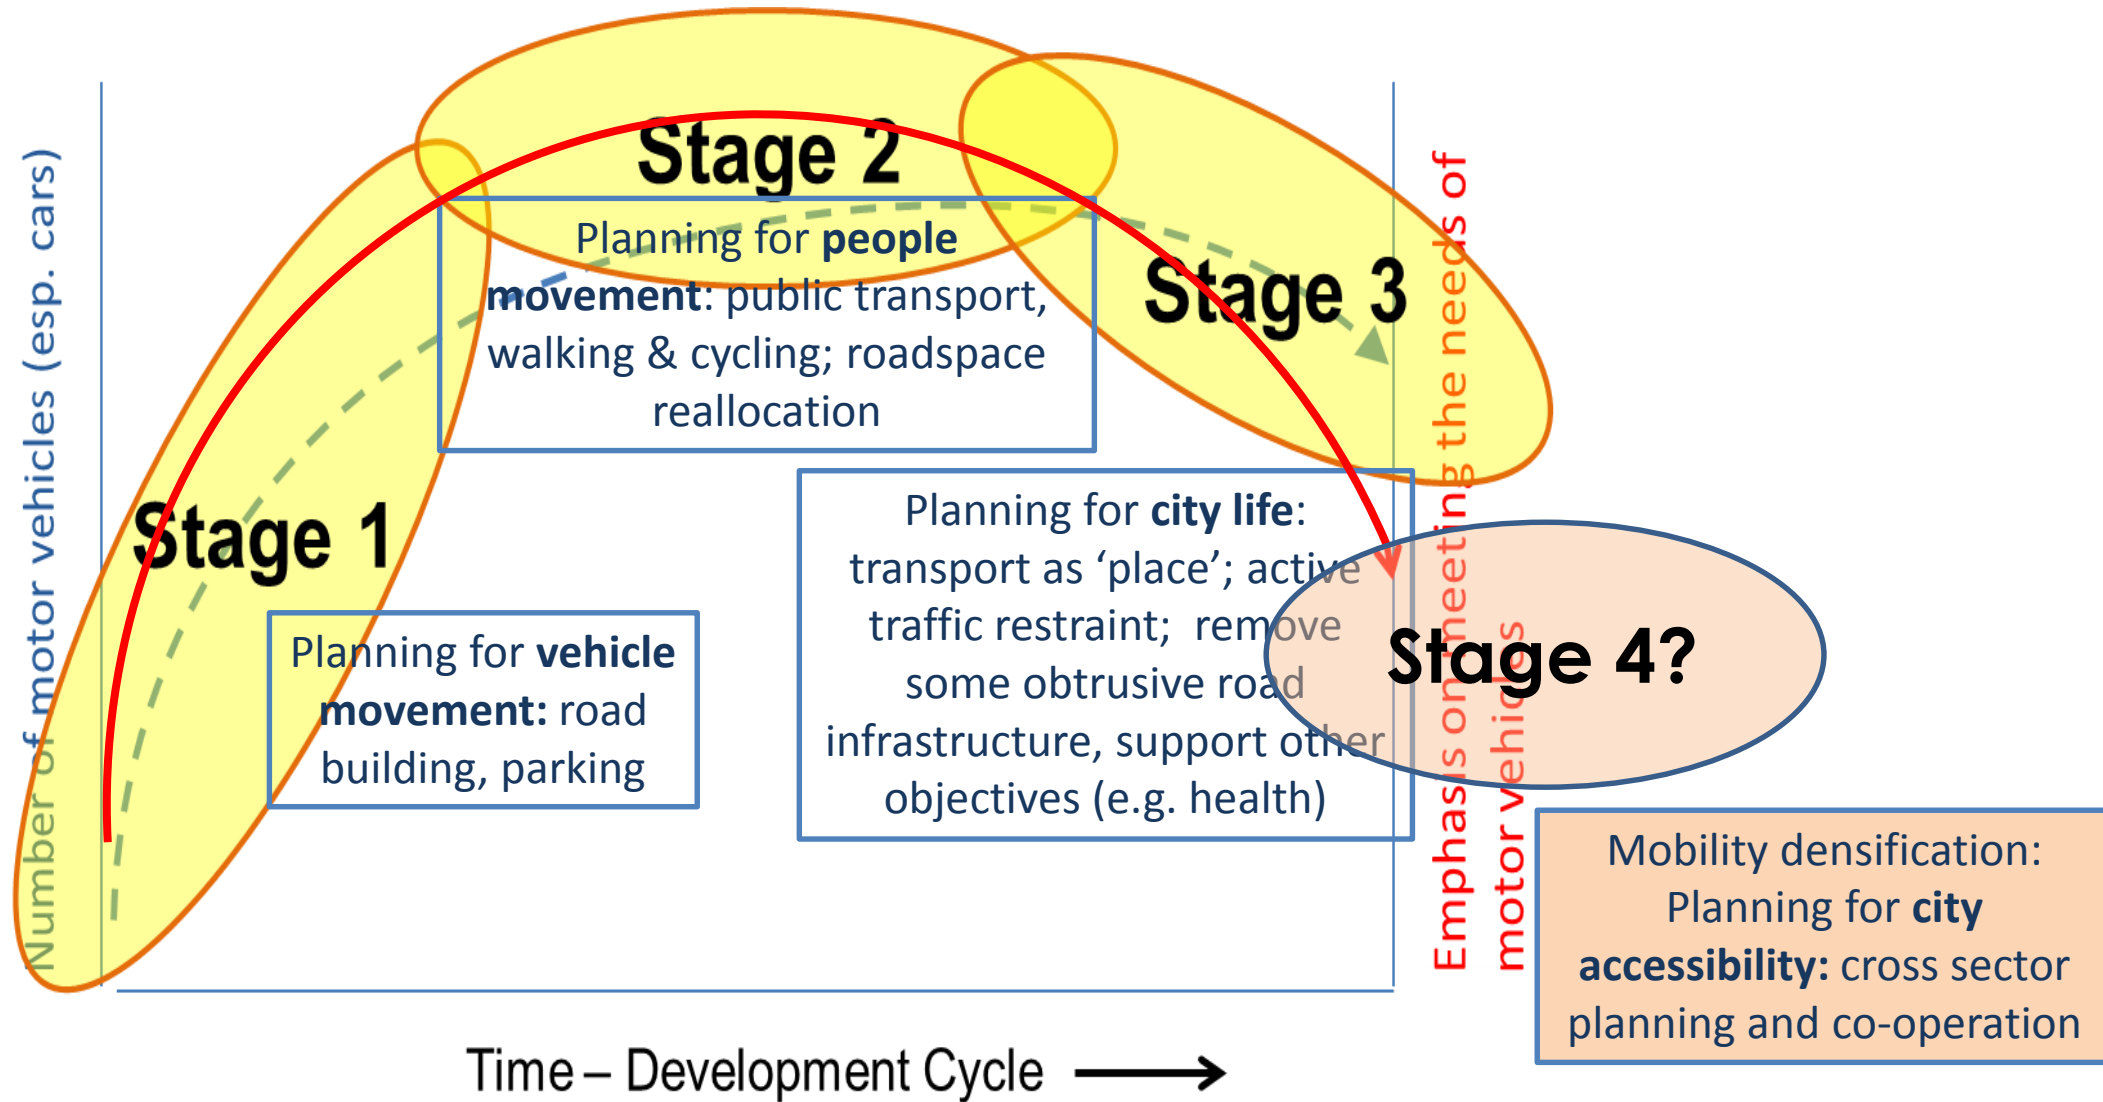 Number of motor vehicles (esp. cars)
Stage 1
Planning for vehicle
movement: road
building, parking
Stage 2
Planning for people
movement: public transport,
walking & cycling; roadspace
reallocation
Stage 3
Planning for city life:
transport as ‘place’; active
traffic restraint;  remove
some obtrusive road
infrastructure, support other
objectives (e.g. health)
Emphasis on meeting the needs of
motor vehicles
Stage 4?
Mobility densification:
Planning for city
accessibility: cross sector
planning and co-operation
Time – Development Cycle